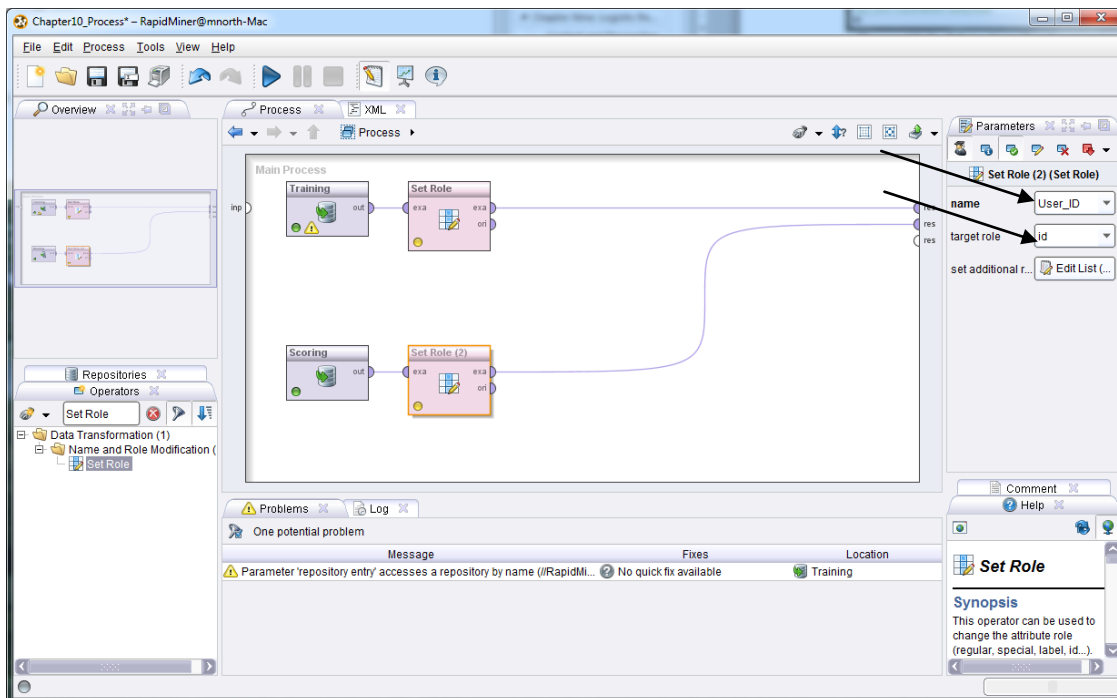 Chapter10_Process* – RapidMiner@mnorth-Mac
File Edit Process Tools View Help
Overview
Process
XML
Parameters
Process
Set Role (2) (Set Role)
name
User_ID
target role
id
set additional r...
Edit List (...
Main Process
Training
Set Role
inp
out
exa
exa
ori
res
res
res
Scoring
Set Role (2)
out
exa
exa
ori
Repositories
Operators
Set Role
Data Transformation (1)
Name and Role Modification (
Set Role
Problems
Log
One potential problem
Message
Fixes
Location
Parameter 'repository entry' accesses a repository by name (//RapidMi...
No quick fix available
Training
Comment
Help
Set Role
Synopsis
This operator can be used to
change the attribute role
(regular, special, label, id...).